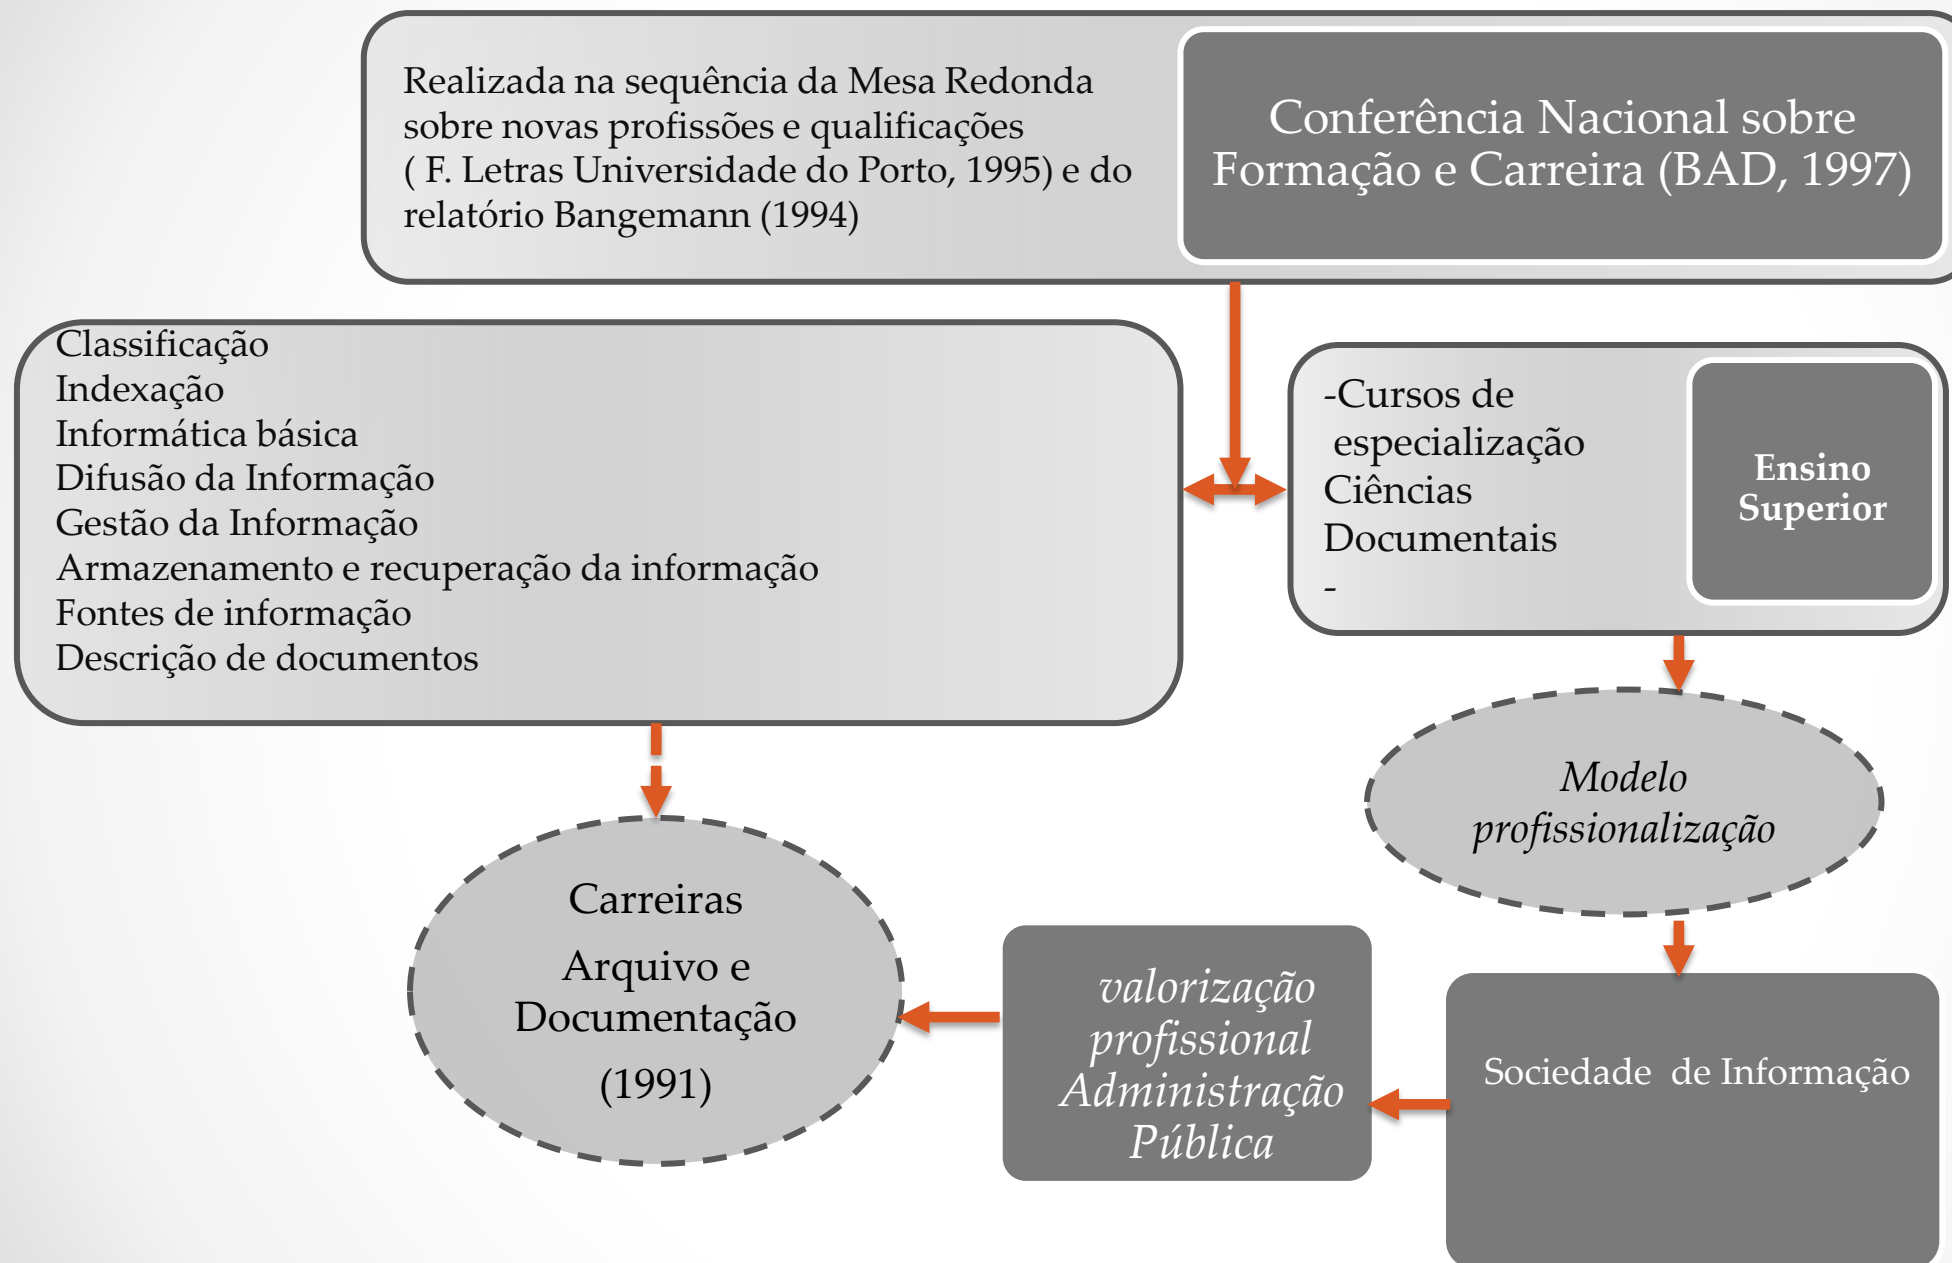 Realizada na sequência da Mesa Redonda
sobre novas profissões e qualificações
( F. Letras Universidade do Porto, 1995) e do
relatório Bangemann (1994)
Conferência Nacional sobre
Formação e Carreira (BAD, 1997)
Classificação
Indexação
Informática básica
Difusão da Informação
Gestão da Informação
Armazenamento e recuperação da informação
Fontes de informação
Descrição de documentos
-Cursos de
especialização
Ciências
Documentais
-
Ensino
Superior
Modelo
profissionalização
Carreiras
Arquivo e
Documentação
(1991)
valorização
profissional
Administração
Pública
Sociedade  de Informação